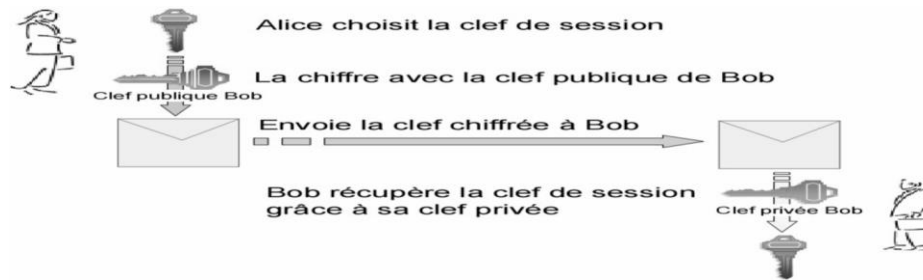 Alice choisit la clef de session
La chiffre avec la clef publique de Bob
Clef publique Bob
Envoie la clef chiffrée à Bob
Bob récupère la clef de session
grâce à sa clef privée
Clef privée Bob